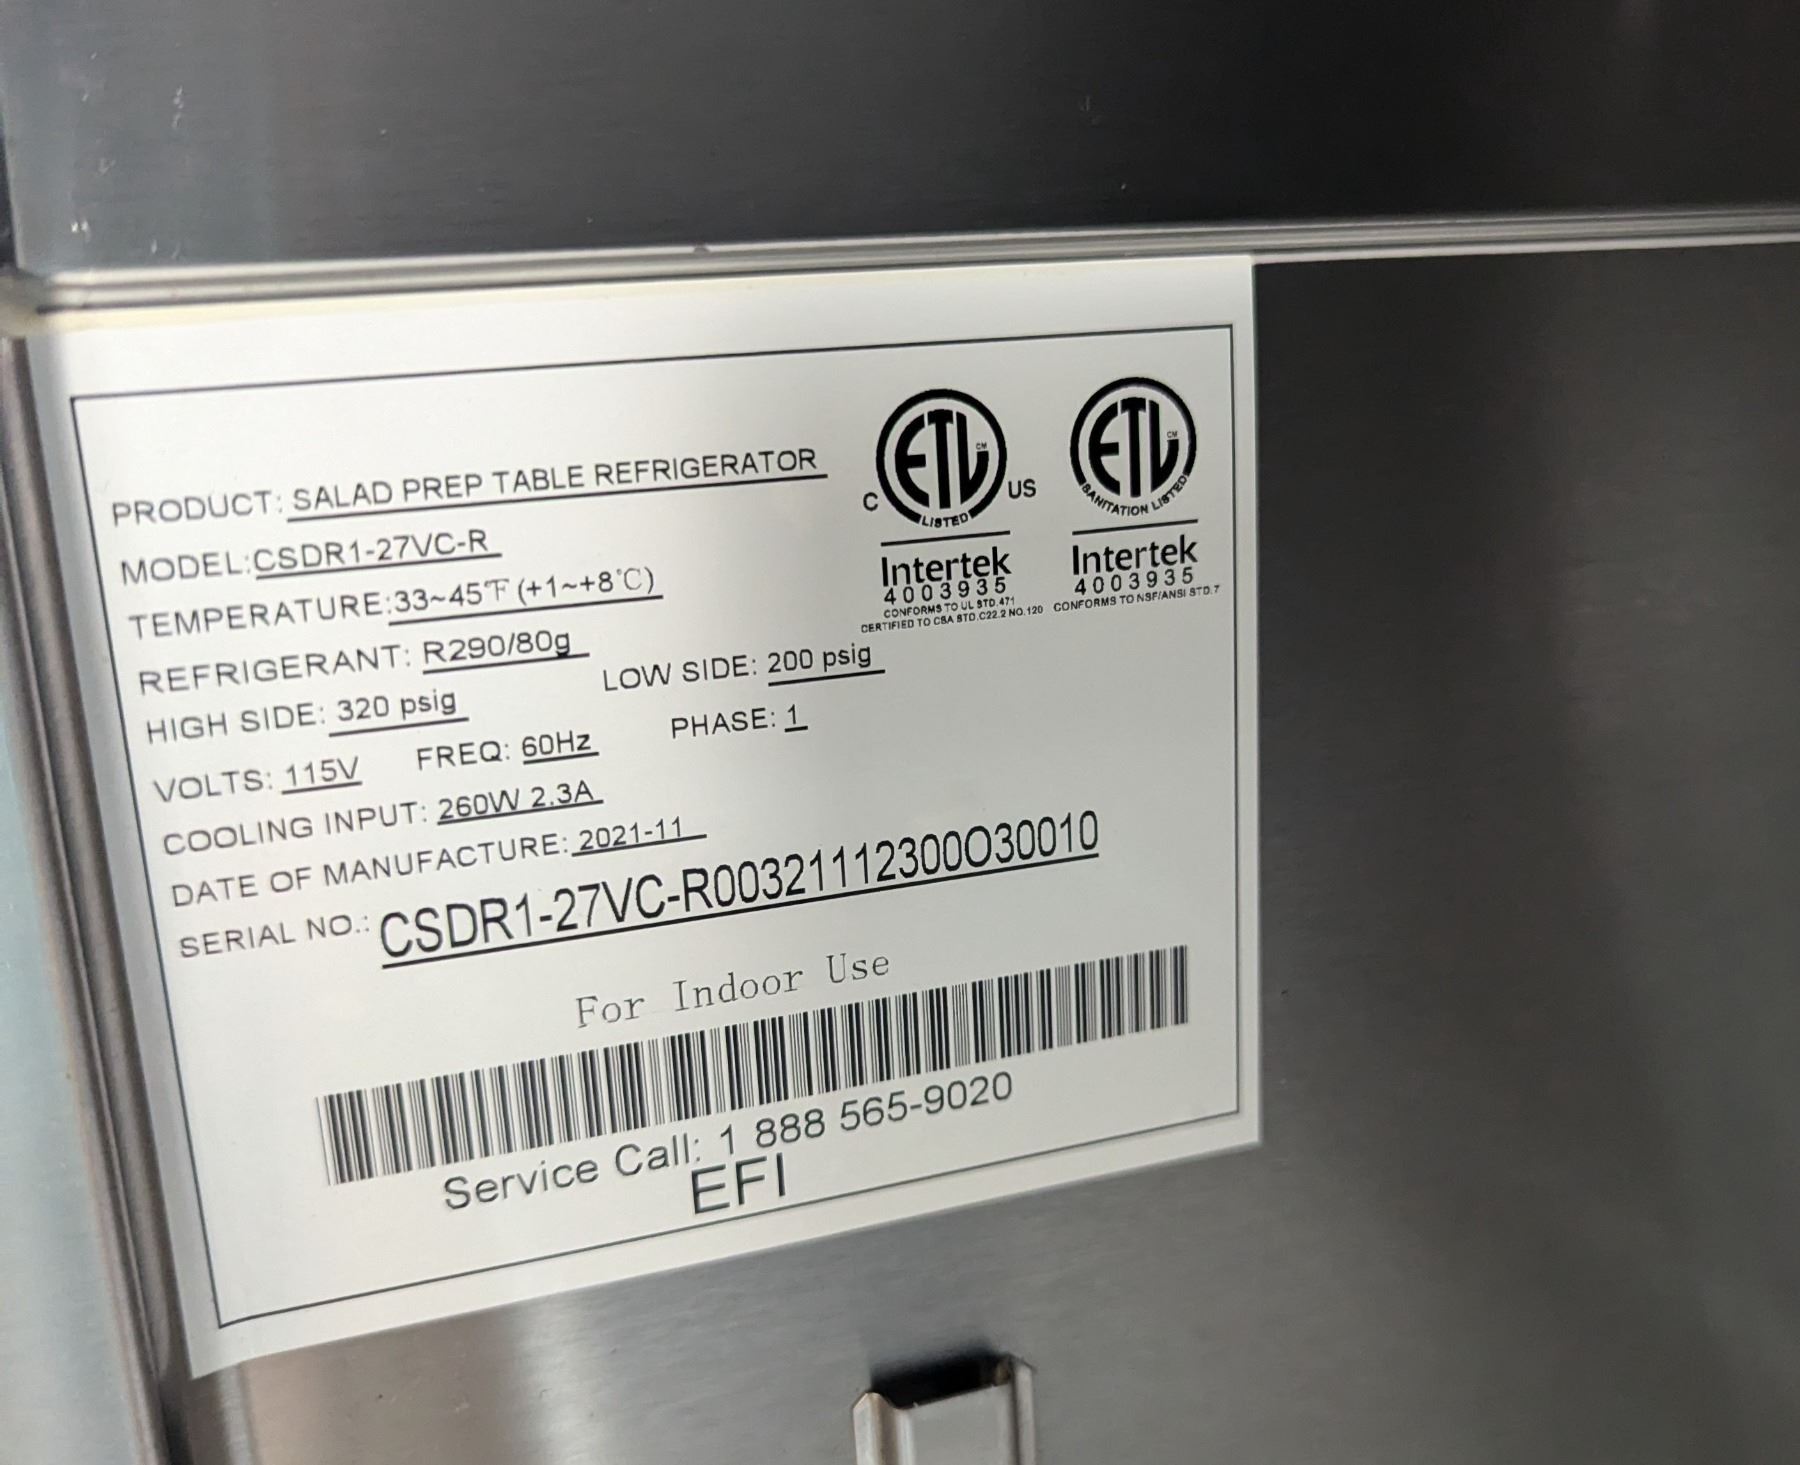 PRODUCT: SALAD PREP TABLE REFRIGERATOR
MODEL:CSDR1-27VC-R
TEMPERATURE:33~45℉ (+1~+8℃)
REFRIGERANT: R290/80g
HIGH SIDE: 320 psig LOW SIDE: 200 psig
VOLTS: 115V FREQ: 60Hz PHASE: 1
COOLING INPUT: 260W 2.3A
DATE OF MANUFACTURE: 2021-11
SERIAL NO.: CSDR1-27VC-R00321112300O30010
C ETL CM US
LISTED
Intertek
4003935
CONFORMS TO UL STD.471
CERTIFIED TO CSA STD.C22.2 NO.120
ETL CM
SANITATION LISTED
Intertek
4003935
CONFORMS TO NSF/ANSI STD.7
For Indoor Use
Service Call: 1 888 565-9020
EFI